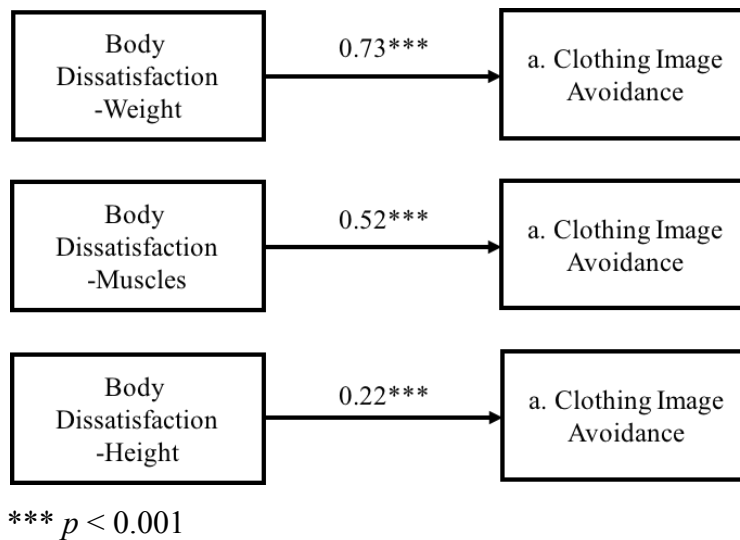 Body
Dissatisfaction
-Weight
0.73***
a. Clothing Image
Avoidance
Body
Dissatisfaction
-Muscles
0.52***
a. Clothing Image
Avoidance
Body
Dissatisfaction
-Height
0.22***
a. Clothing Image
Avoidance
*** p < 0.001